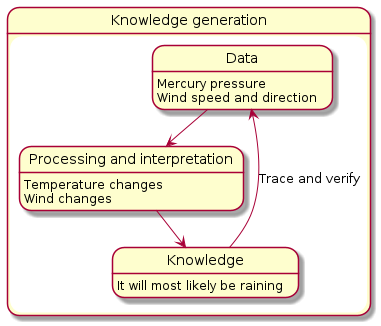 Knowledge generation
Data
Mercury pressure
Wind speed and direction
Processing and interpretation
Temperature changes
Wind changes
Trace and verify
Knowledge
It will most likely be raining